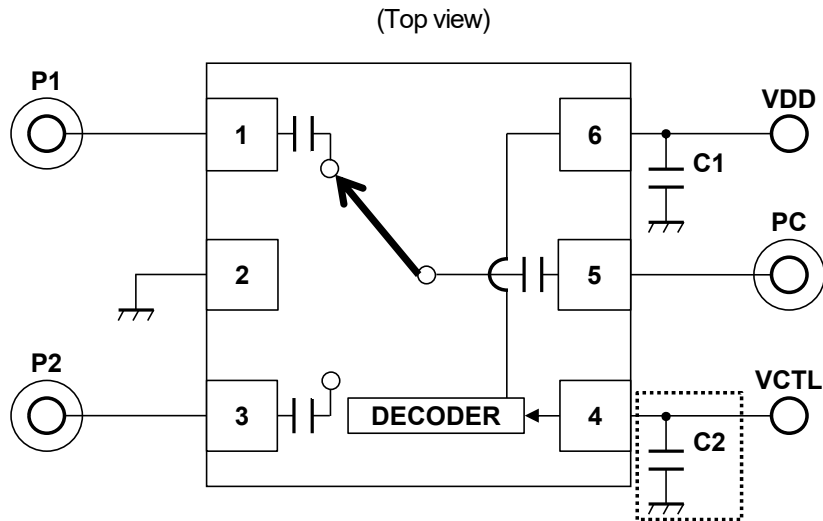 (Top view)
P1
VDD
1
6
C1
PC
2
5
P2
VCTL
3
DECODER
4
C2